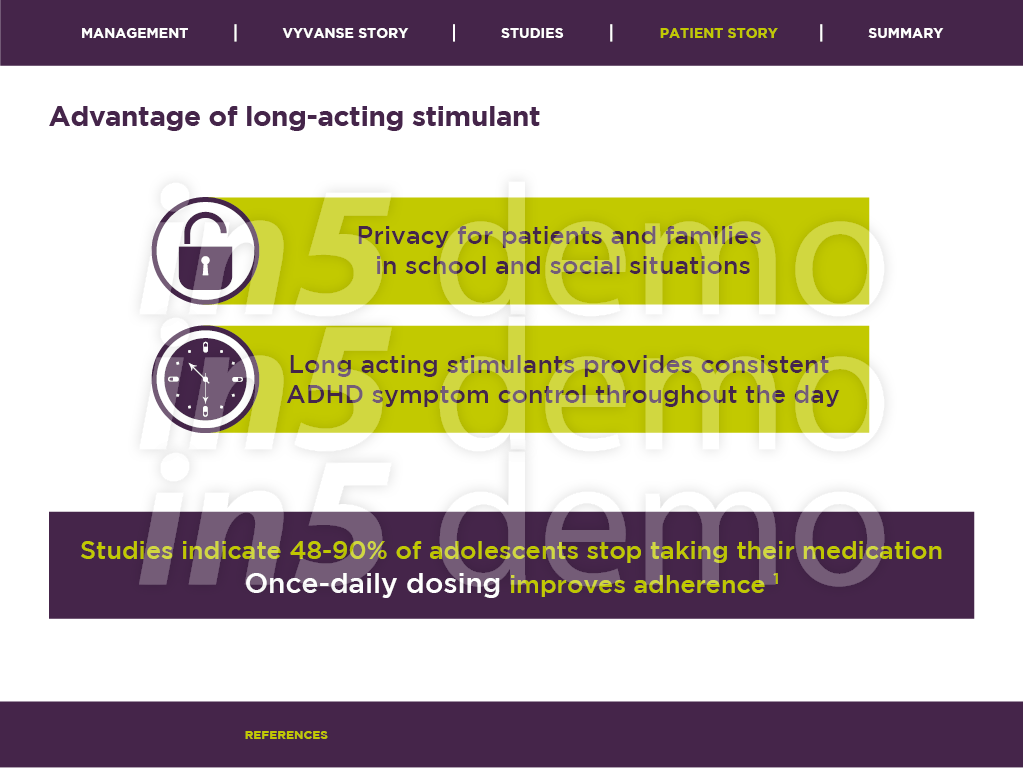 MANAGEMENT | VYVANSE STORY | STUDIES | PATIENT STORY | SUMMARY
Advantage of long-acting stimulant
Privacy for patients and families
in school and social situations
Long acting stimulants provides consistent
ADHD symptom control throughout the day
in5 demo
in5 demo
in5 demo
Studies indicate 48-90% of adolescents stop taking their medication
Once-daily dosing improves adherence 1
REFERENCES